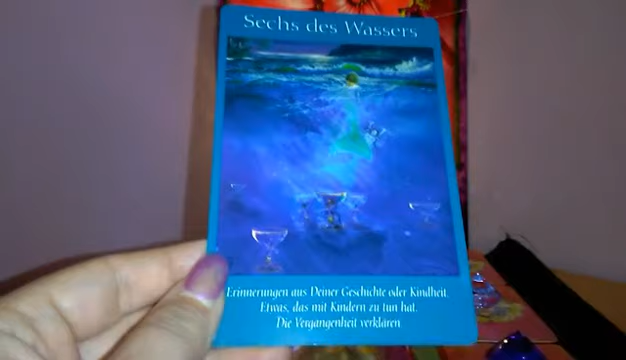 Sechs des Wassers
Erinnerungen aus Deiner Geschichte oder Kindheit.
Etwas, das mit Kindern zu tun hat.
Die Vergangenheit verklären.